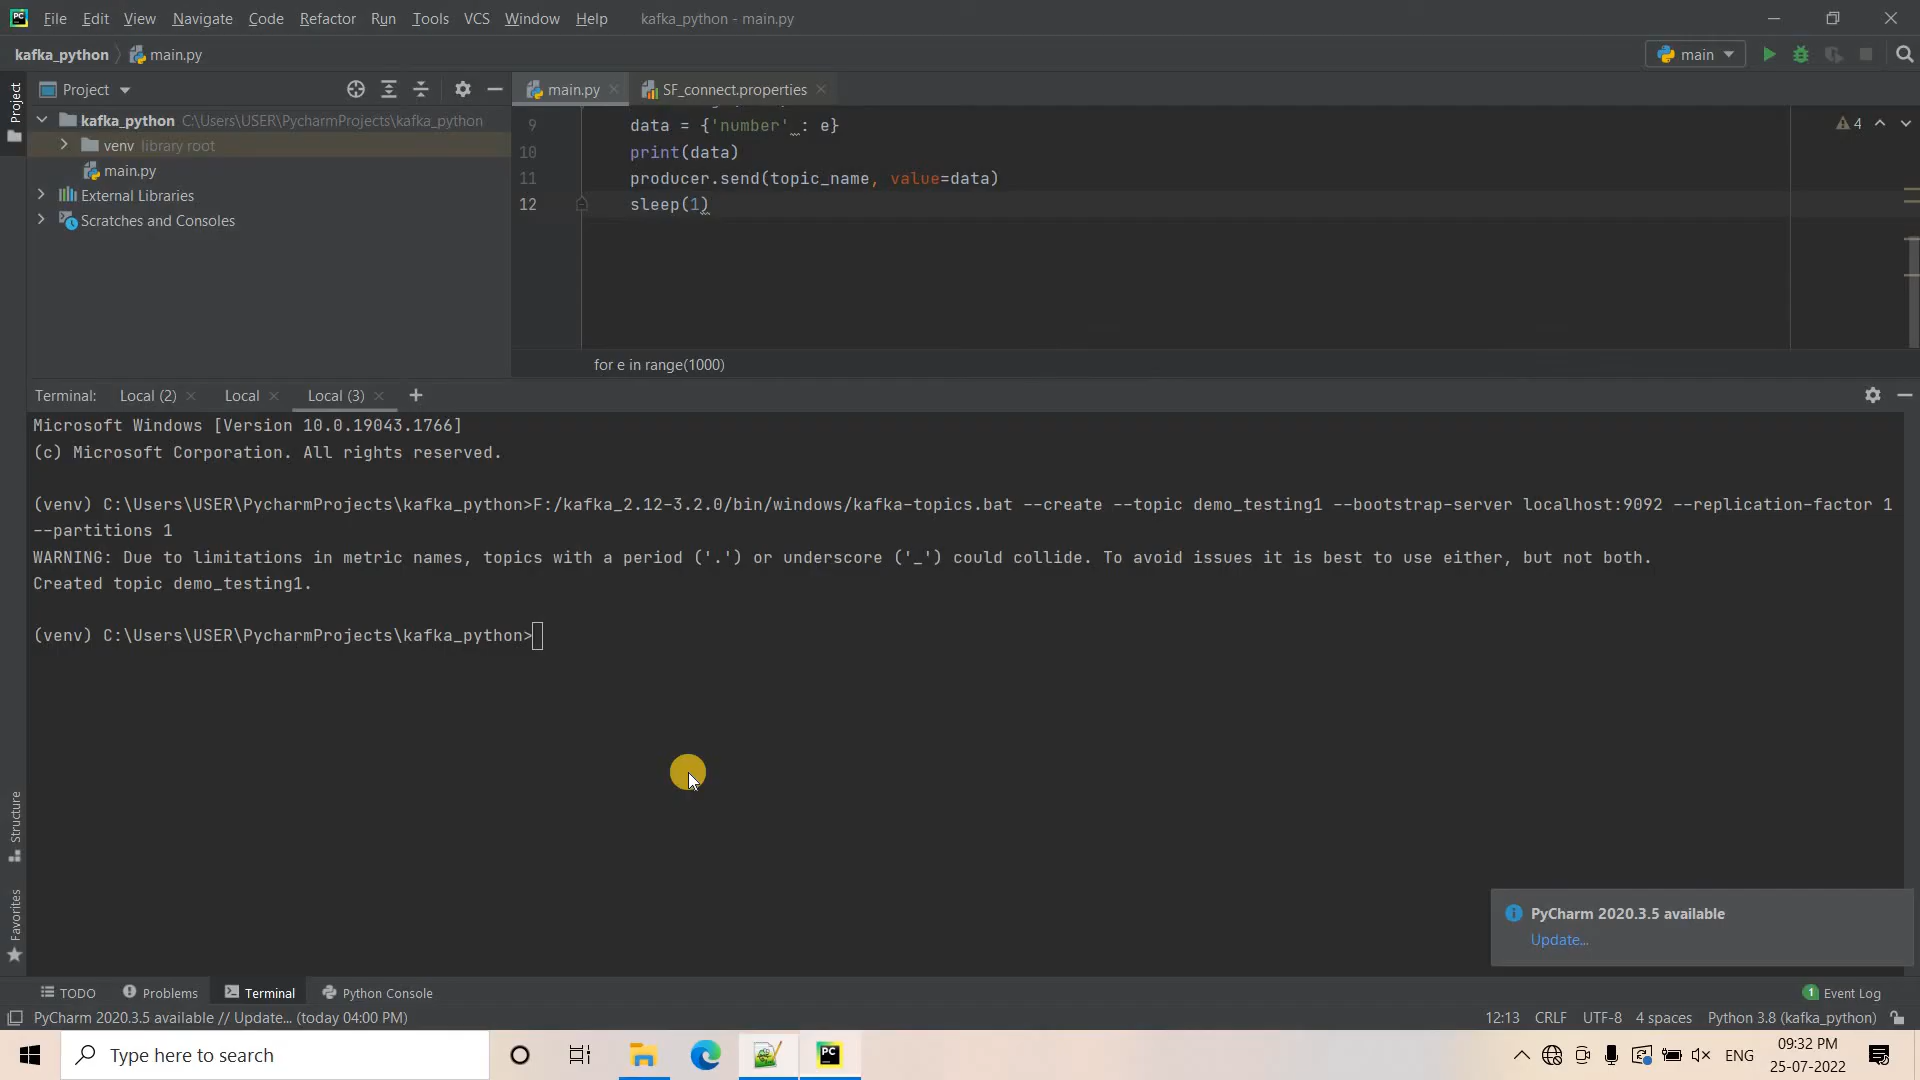 PC File Edit View Navigate Code Refactor Run Tools VCS Window Help kafka_python - main.py
kafka_python main.py main
Project Project main.py SF_connect.properties
kafka_python C:\Users\USER\PycharmProjects\kafka_python
venv library root
main.py
External Libraries
Scratches and Consoles
9 data = {'number' : e} 4
10 print(data)
11 producer.send(topic_name, value=data)
12 sleep(1)
for e in range(1000)
Terminal: Local (2) Local Local (3)
Microsoft Windows [Version 10.0.19043.1766]
(c) Microsoft Corporation. All rights reserved.
(venv) C:\Users\USER\PycharmProjects\kafka_python>F:/kafka_2.12-3.2.0/bin/windows/kafka-topics.bat --create --topic demo_testing1 --bootstrap-server localhost:9092 --replication-factor 1
--partitions 1
WARNING: Due to limitations in metric names, topics with a period ('.') or underscore ('_') could collide. To avoid issues it is best to use either, but not both.
Created topic demo_testing1.
(venv) C:\Users\USER\PycharmProjects\kafka_python>
Structure
Favorites
PyCharm 2020.3.5 available
Update...
TODO Problems Terminal Python Console 1 Event Log
PyCharm 2020.3.5 available // Update... (today 04:00 PM) 12:13 CRLF UTF-8 4 spaces Python 3.8 (kafka_python)
Type here to search PC ENG 09:32 PM
25-07-2022